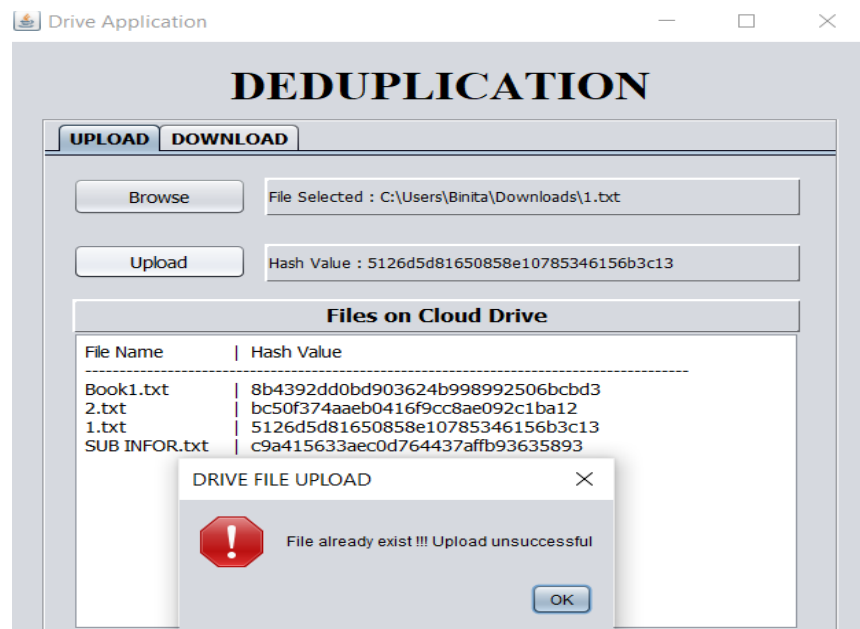 Drive Application
DEDUPLICATION
UPLOAD DOWNLOAD
Browse File Selected : C:\Users\Binita\Downloads\1.txt
Upload Hash Value : 5126d5d81650858e10785346156b3c13
Files on Cloud Drive
File Name | Hash Value
--------------------------------------------------------------------------------------
Book1.txt | 8b4392dd0bd903624b998992506bcbd3
2.txt | bc50f374aaeb0416f9cc8ae092c1ba12
1.txt | 5126d5d81650858e10785346156b3c13
SUB INFOR.txt | c9a415633aec0d764437affb93635893
DRIVE FILE UPLOAD
File already exist !!! Upload unsuccessful
OK